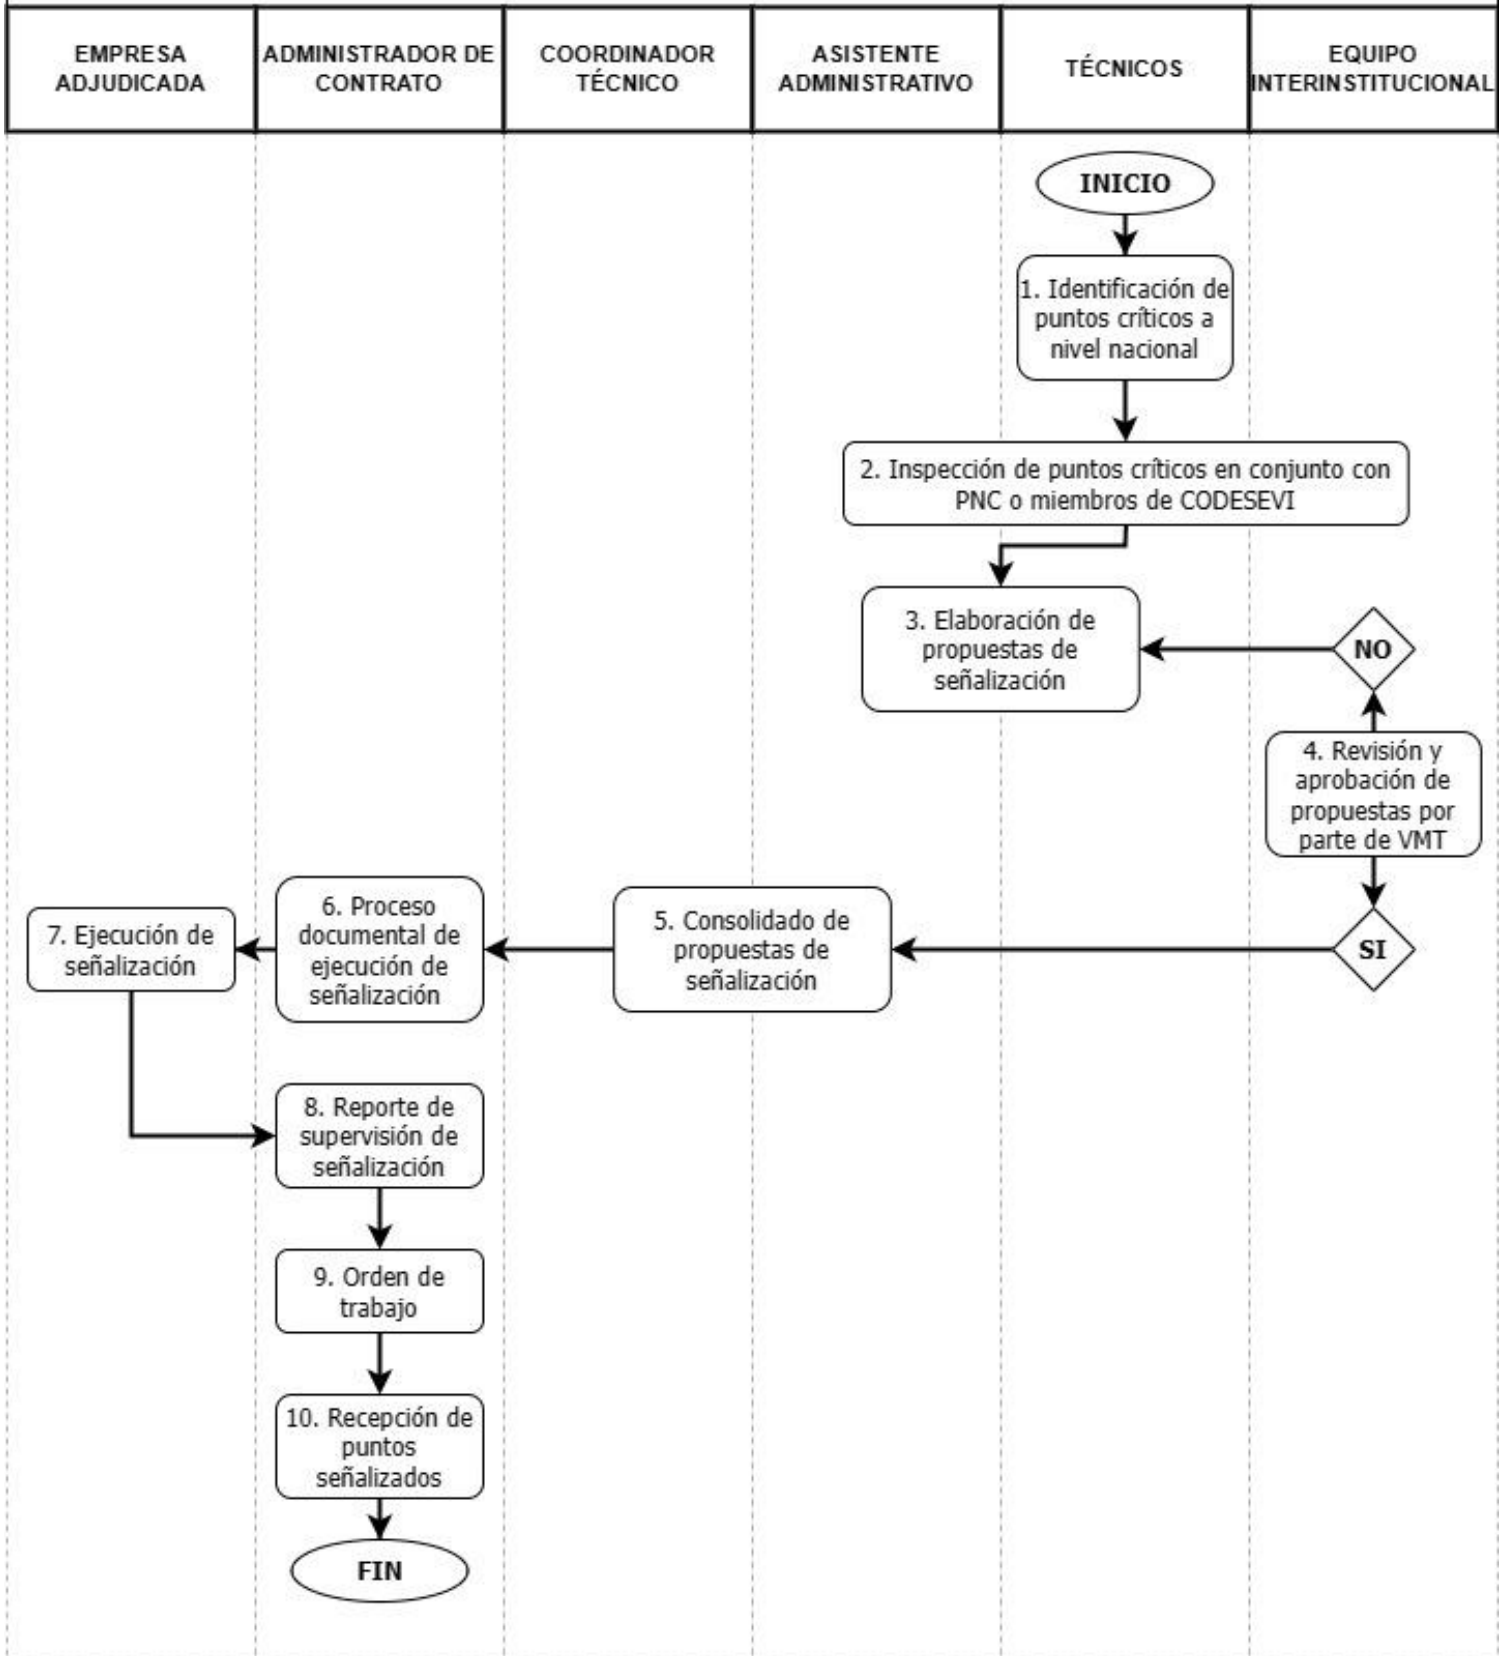 EMPRESA
ADJUDICADA
ADMINISTRADOR DE
CONTRATO
COORDINADOR
TÉCNICO
ASISTENTE
ADMINISTRATIVO
TÉCNICOS
EQUIPO
INTERINSTITUCIONAL
INICIO
1. Identificación de
puntos críticos a
nivel nacional
2. Inspección de puntos críticos en conjunto con
PNC o miembros de CODESEVI
3. Elaboración de
propuestas de
señalización
NO
4. Revisión y
aprobación de
propuestas por
parte de VMT
SI
5. Consolidado de
propuestas de
señalización
6. Proceso
documental de
ejecución de
señalización
7. Ejecución de
señalización
8. Reporte de
supervisión de
señalización
9. Orden de
trabajo
10. Recepción de
puntos
señalizados
FIN